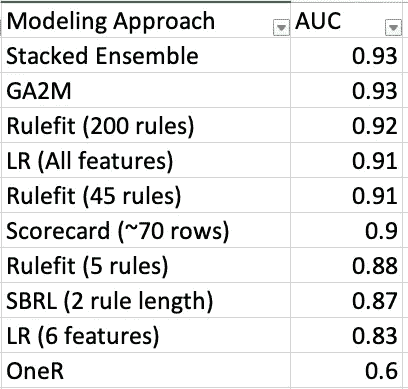 Modeling Approach AUC
Stacked Ensemble 0.93
GA2M 0.93
Rulefit (200 rules) 0.92
LR (All features) 0.91
Rulefit (45 rules) 0.91
Scorecard (~70 rows) 0.9
Rulefit (5 rules) 0.88
SBRL (2 rule length) 0.87
LR (6 features) 0.83
OneR 0.6